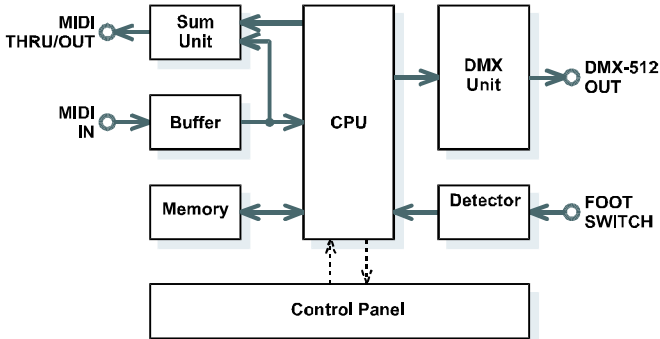 MIDI
THRU/OUT
Sum
Unit
CPU
DMX
Unit
DMX-512
OUT
MIDI
IN
Buffer
Memory
Detector
FOOT
SWITCH
Control Panel